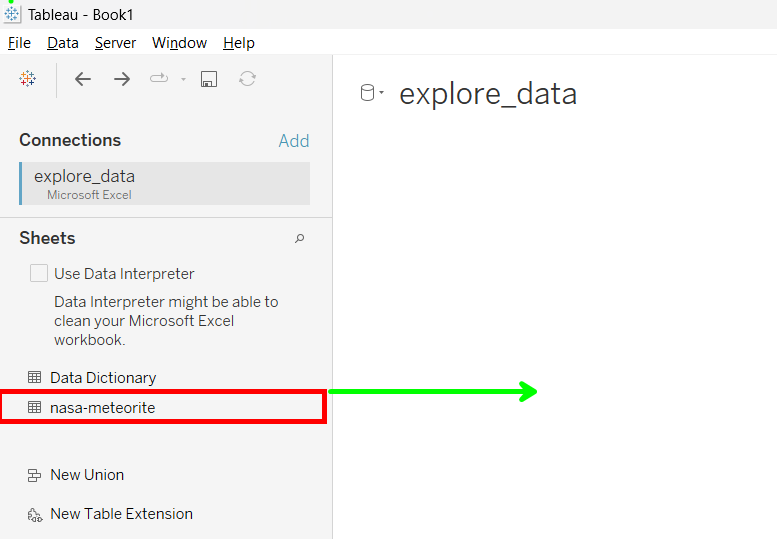 Tableau - Book1
File Data Server Window Help
explore_data
Connections
Add
explore_data
Microsoft Excel
Sheets
Use Data Interpreter
Data Interpreter might be able to
clean your Microsoft Excel
workbook.
Data Dictionary
nasa-meteorite
New Union
New Table Extension